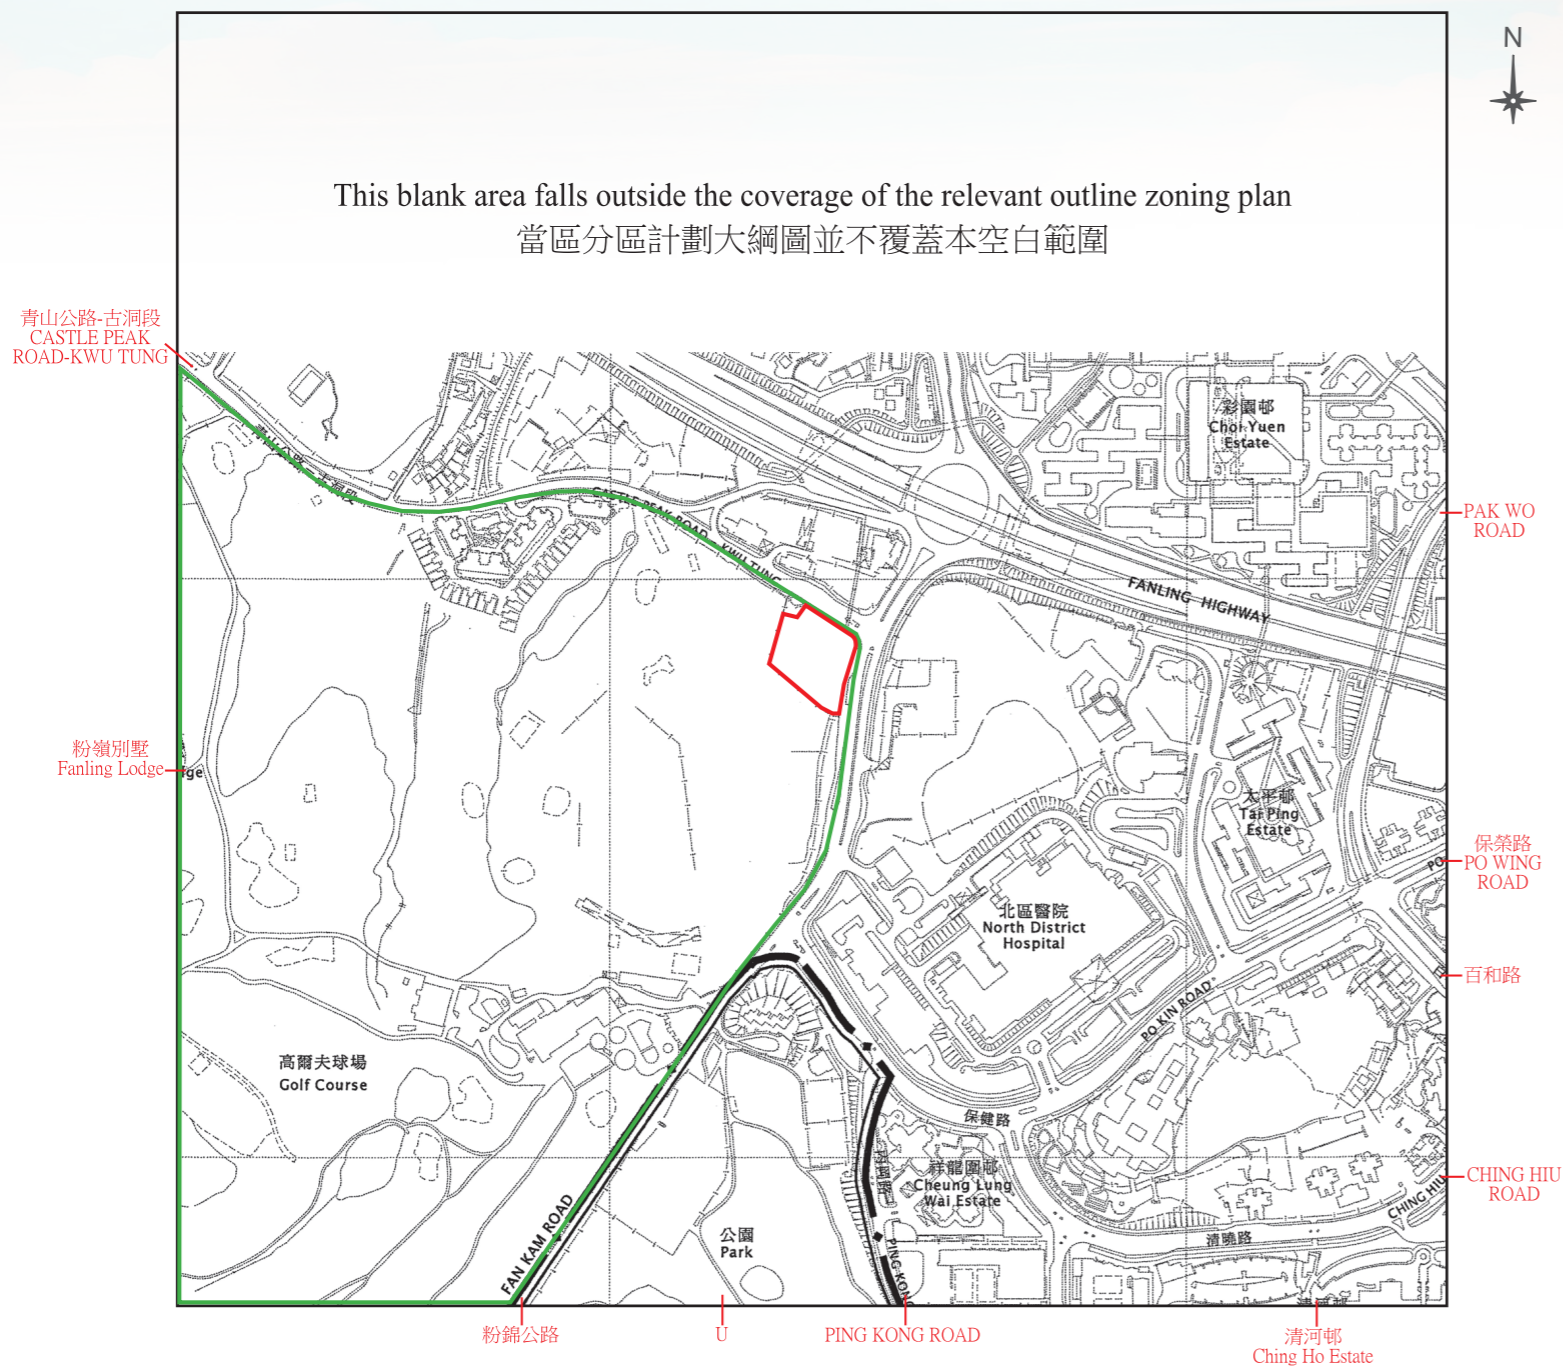 N
This blank area falls outside the coverage of the relevant outline zoning plan
當區分區計劃大綱圖並不覆蓋本空白範圍
青山公路-古洞段
CASTLE PEAK
ROAD-KWU TUNG
彩園邨
Choi Yuen
Estate
CASTLE PEAK ROAD - KWU TUNG
PAK WO
ROAD
FANLING HIGHWAY
粉嶺別墅
Fanling Lodge
太平邨
Tai Ping
Estate
保榮路
PO WING
ROAD
PO
北區醫院
North District
Hospital
百和路
PO KIN ROAD
高爾夫球場
Golf Course
保健路
祥龍圍邨
Cheung Lung
Wai Estate
CHING HIU
ROAD
CHING HIU
清曉路
FAN KAM ROAD
公園
Park
PING KONG
粉錦公路
U
PING KONG ROAD
清河邨
Ching Ho Estate